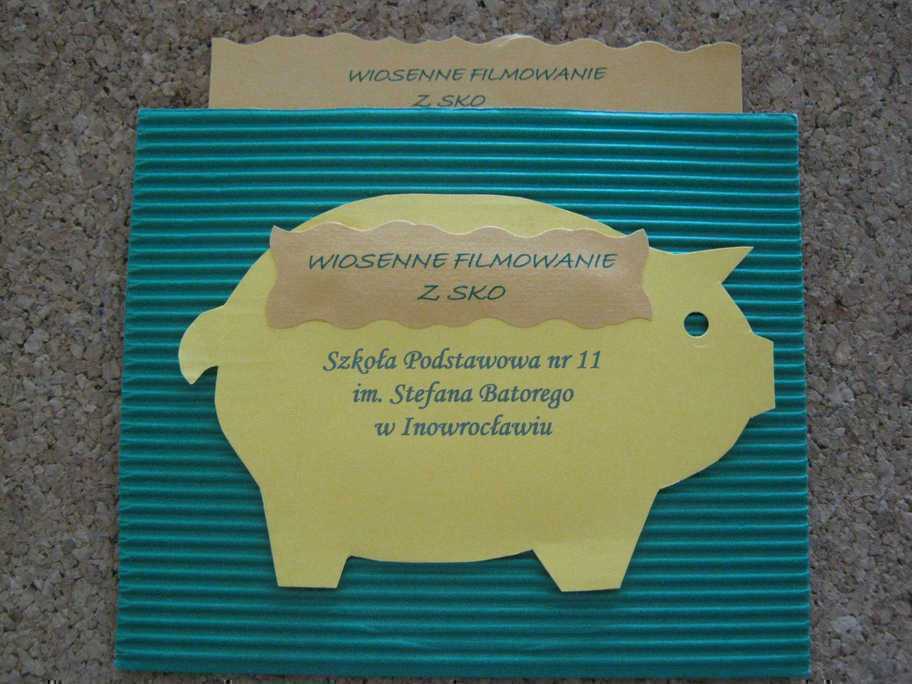 WIOSENNE FILMOWANIE
Z SKO
WIOSENNE FILMOWANIE
Z SKO
Szkoła Podstawowa nr 11
im. Stefana Batorego
w Inowrocławiu